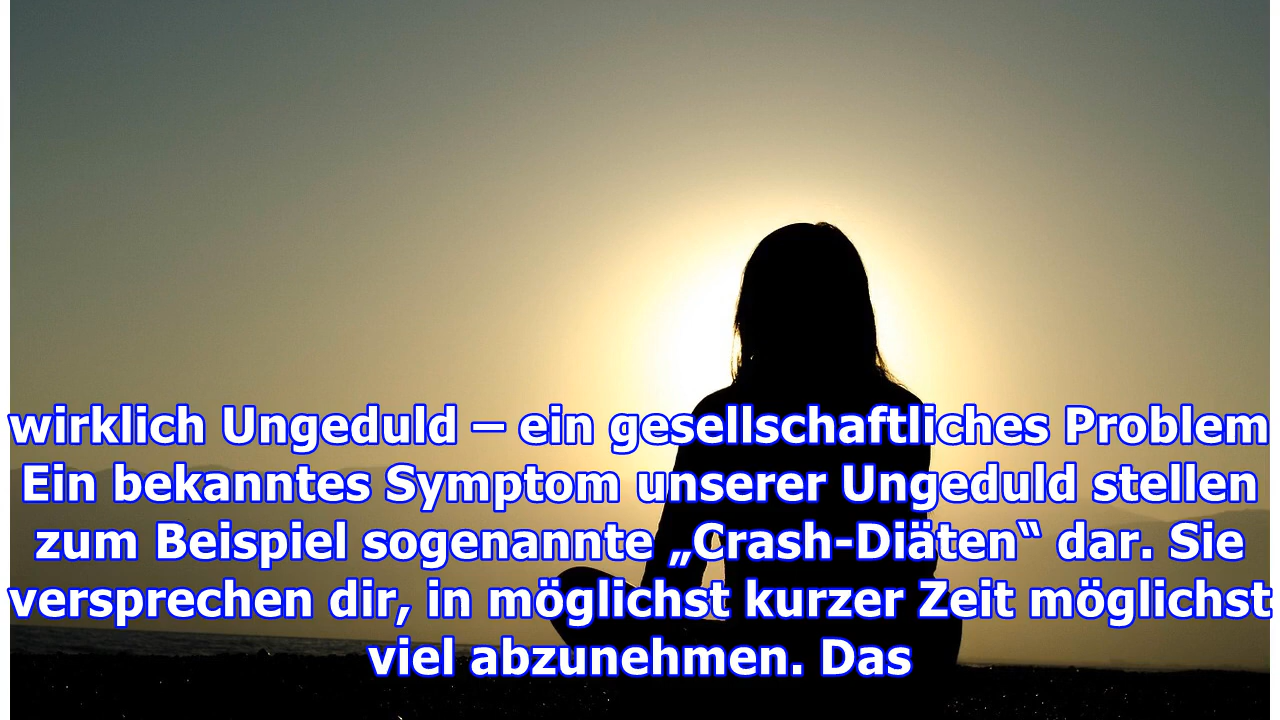 wirklich Ungeduld – ein gesellschaftliches Problem
Ein bekanntes Symptom unserer Ungeduld stellen
zum Beispiel sogenannte „Crash-Diäten“ dar. Sie
versprechen dir, in möglichst kurzer Zeit möglichst
viel abzunehmen. Das